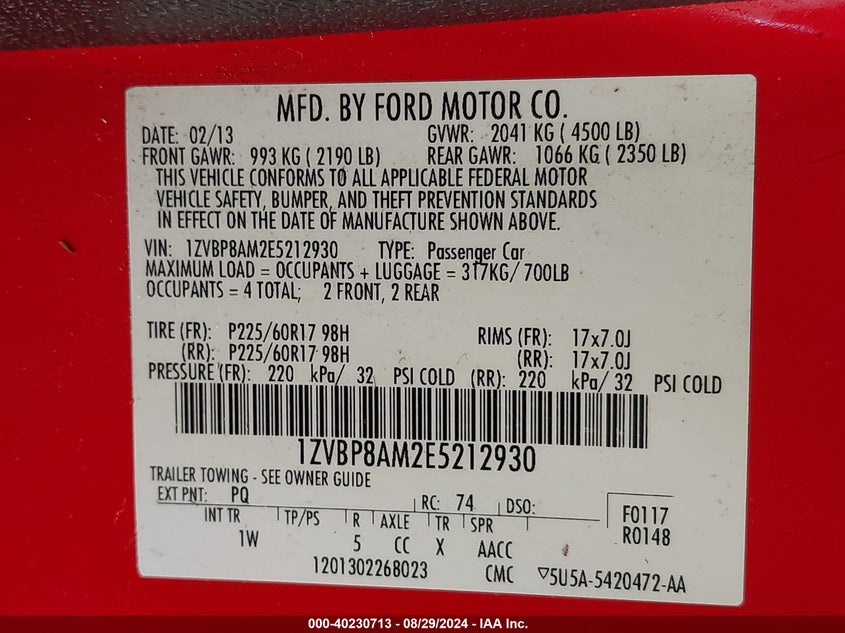 MFD. BY FORD MOTOR CO.
DATE: 02/13 GVWR: 2041 KG ( 4500 LB)
FRONT GAWR: 993 KG ( 2190 LB) REAR GAWR: 1066 KG ( 2350 LB)
THIS VEHICLE CONFORMS TO ALL APPLICABLE FEDERAL MOTOR
VEHICLE SAFETY, BUMPER, AND THEFT PREVENTION STANDARDS
IN EFFECT ON THE DATE OF MANUFACTURE SHOWN ABOVE.
VIN: 1ZVBP8AM2E5212930 TYPE: Passenger Car
MAXIMUM LOAD = OCCUPANTS + LUGGAGE = 317KG/ 700LB
OCCUPANTS = 4 TOTAL; 2 FRONT, 2 REAR
TIRE (FR): P225/60R17 98H RIMS (FR): 17x7.0J
(RR): P225/60R17 98H (RR): 17x7.0J
PRESSURE (FR): 220 kPa/ 32 PSI COLD (RR): 220 kPa/ 32 PSI COLD
1ZVBP8AM2E5212930
TRAILER TOWING - SEE OWNER GUIDE
EXT PNT: PQ RC: 74 DSO: F0117
INT TR TP/PS R AXLE TR SPR R0148
1W 5 CC X AACC
1201302268023 CMC ▽5U5A-5420472-AA
000-40230713 - 08/29/2024 - IAA Inc.